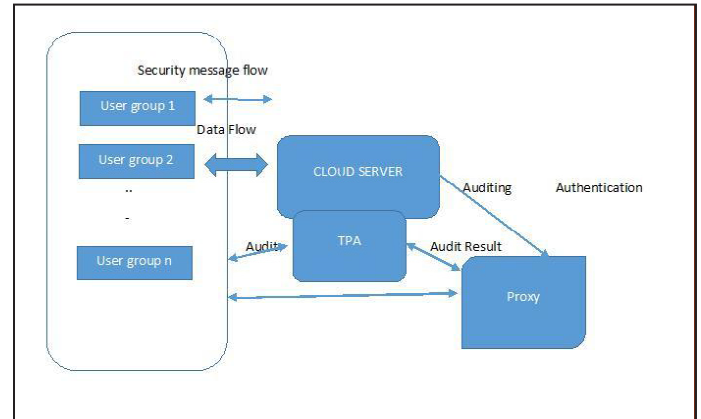 Security message flow
User group 1
Data Flow
User group 2
CLOUD SERVER
..
-
Auditing
Authentication
User group n
Audit
TPA
Audit Result
Proxy